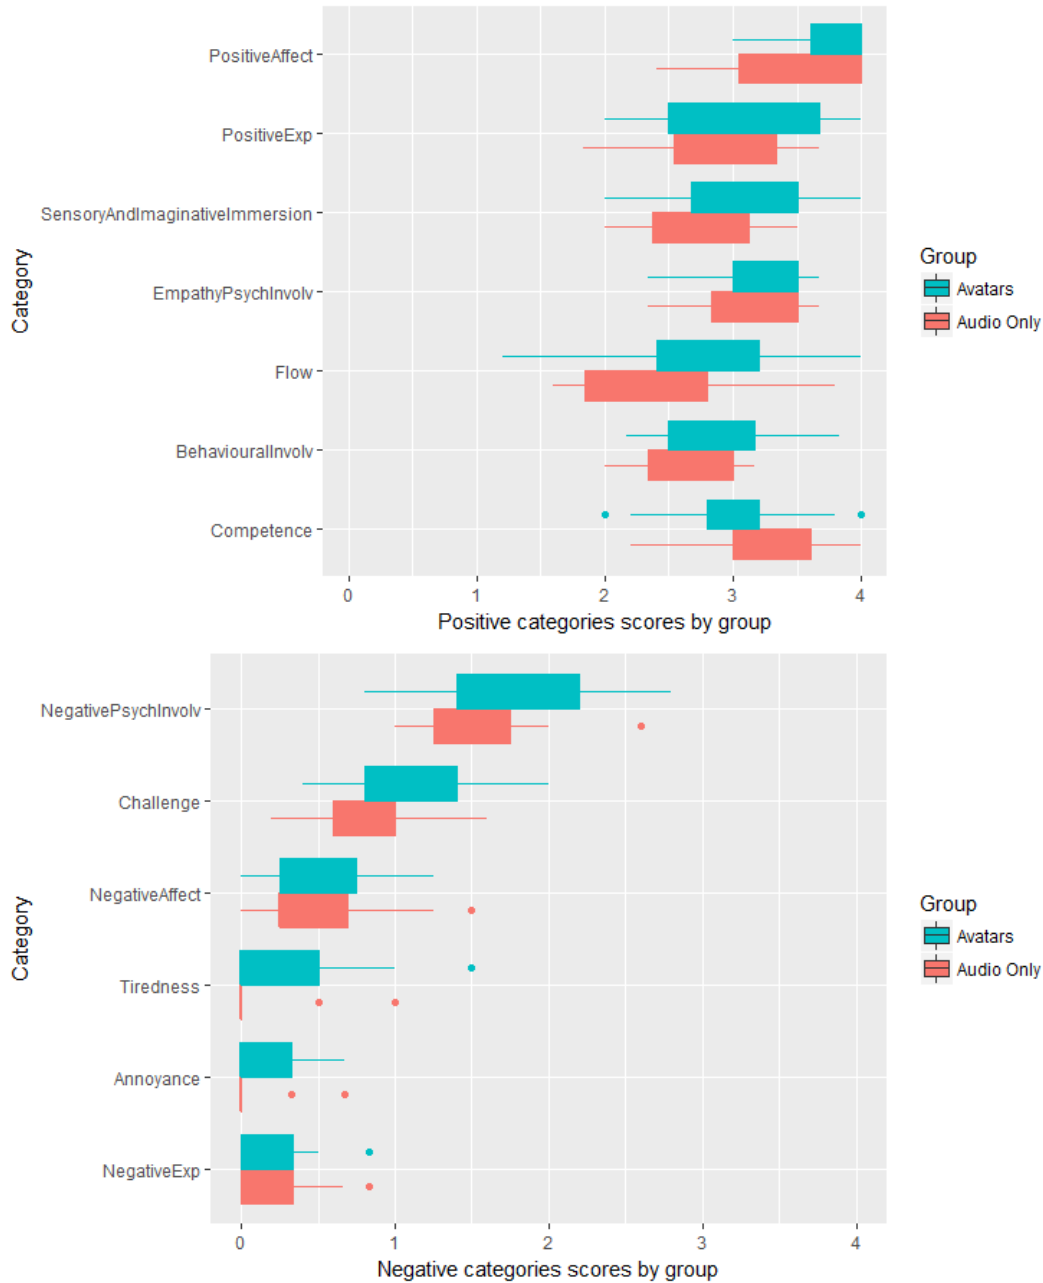 PositiveAffect
PositiveExp
SensoryAndImaginativeImmersion
EmpathyPsychInvolv
Flow
BehaviouralInvolv
Competence
Category
0 1 2 3 4
Positive categories scores by group
Group
Avatars
Audio Only
NegativePsychInvolv
Challenge
NegativeAffect
Tiredness
Annoyance
NegativeExp
Category
0 1 2 3 4
Negative categories scores by group
Group
Avatars
Audio Only